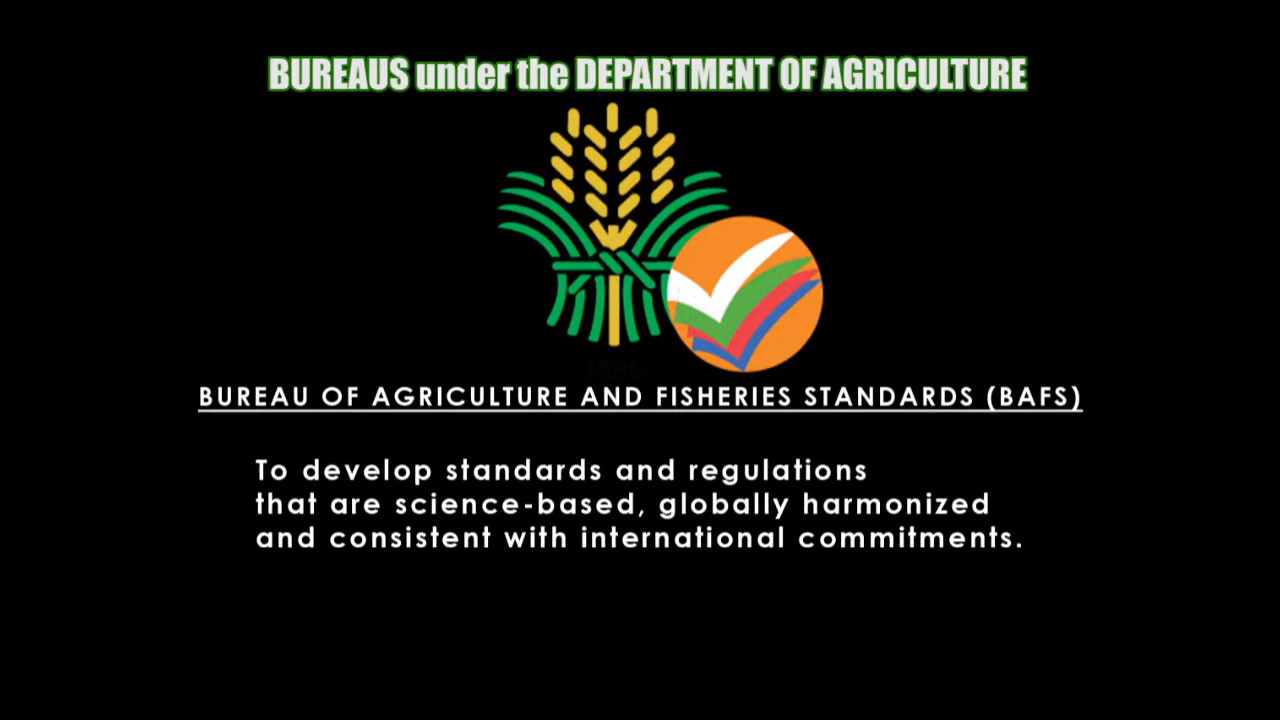 BUREAUS under the DEPARTMENT OF AGRICULTURE
BUREAU OF AGRICULTURE AND FISHERIES STANDARDS (BAFS)
To develop standards and regulations
that are science-based, globally harmonized
and consistent with international commitments.